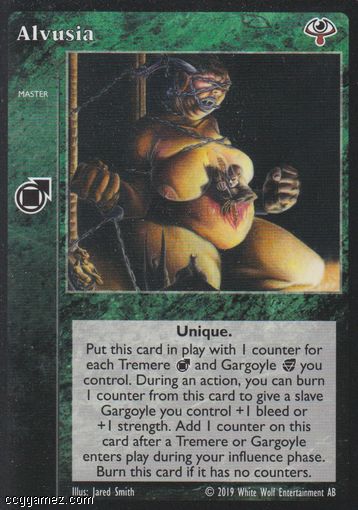 Alvusia
MASTER
Unique.
Put this card in play with 1 counter for
each Tremere and Gargoyle you
control. During an action, you can burn
1 counter from this card to give a slave
Gargoyle you control +1 bleed or
+1 strength. Add 1 counter on this
card after a Tremere or Gargoyle
enters play during your influence phase.
Burn this card if it has no counters.
Illus: Jared Smith © 2019 White Wolf Entertainment AB
ccggamez.com